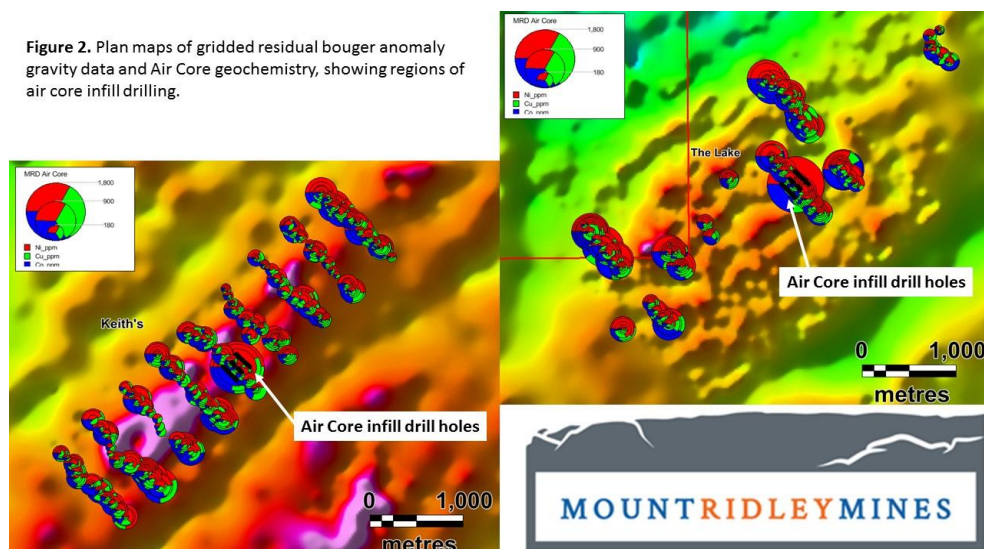 Figure 2. Plan maps of gridded residual bouger anomaly
gravity data and Air Core geochemistry, showing regions of
air core infill drilling.
MRD Air Core
1,800
900
180
Ni_ppm
Cu_ppm
Co_ppm
Keith's
Air Core infill drill holes
0 1,000
metres
MRD Air Core
1,800
900
180
Ni_ppm
Cu_ppm
Co_ppm
The Lake
Air Core infill drill holes
0 1,000
metres
MOUNTRIDLEYMINES